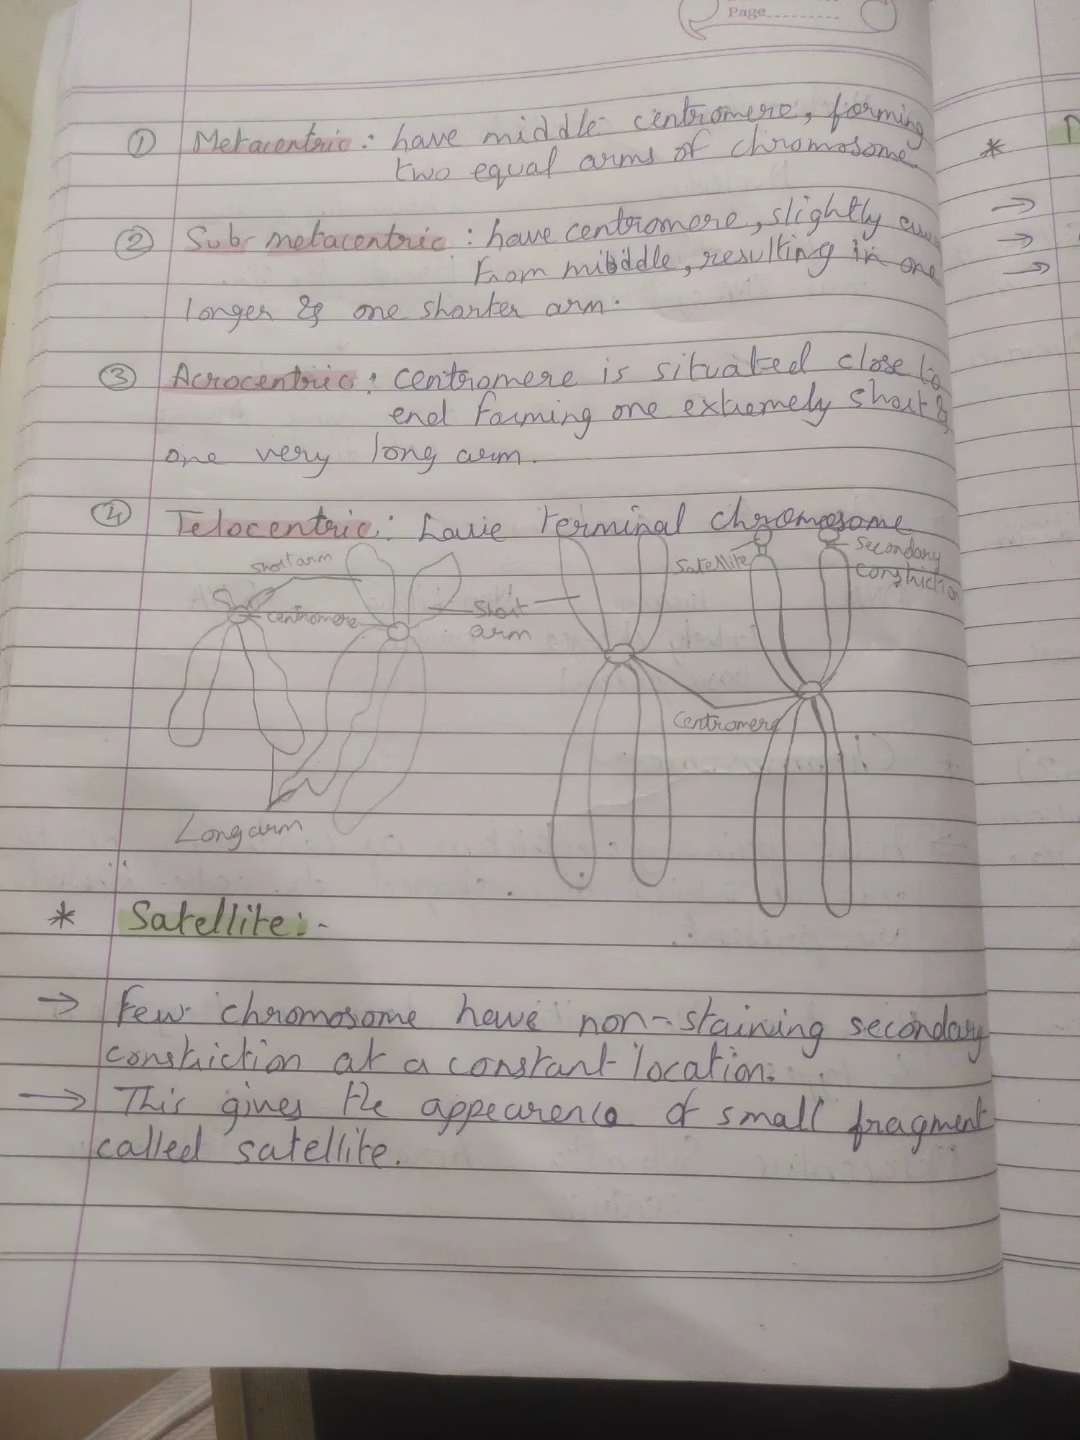 Page
① Metacentric: have middle centromere, forming
two equal arms of chromosome.
② Sub metacentric: have centromere, slightly
from mibddle, resulting in one
longer & one shorter arm.
③ Acrocentric: centromere is situated close to
end forming one extremely short &
one very long arm.
④ Telocentric: have terminal chromosome
short arm
Satellite
Secondary
constriction
centromere
Short
arm
Centromere
Long arm
* Satellite:-
→ Few chromosome have non-staining secondary
constriction at a constant location.
→ This gives the appearence of small fragment
called satellite.
*
→
→
→